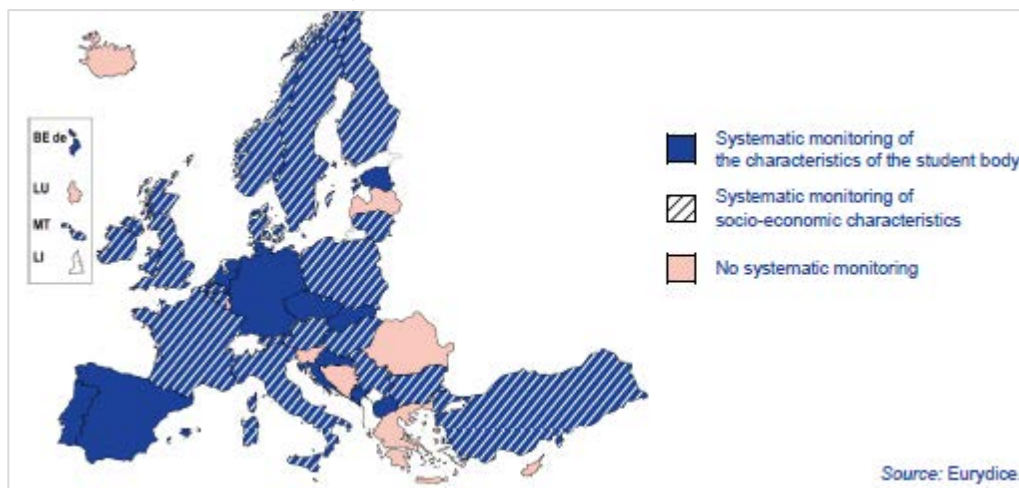 BE de
LU
MT
LI
Systematic monitoring of
the characteristics of the student body
Systematic monitoring of
socio-economic characteristics
No systematic monitoring
Source: Eurydice